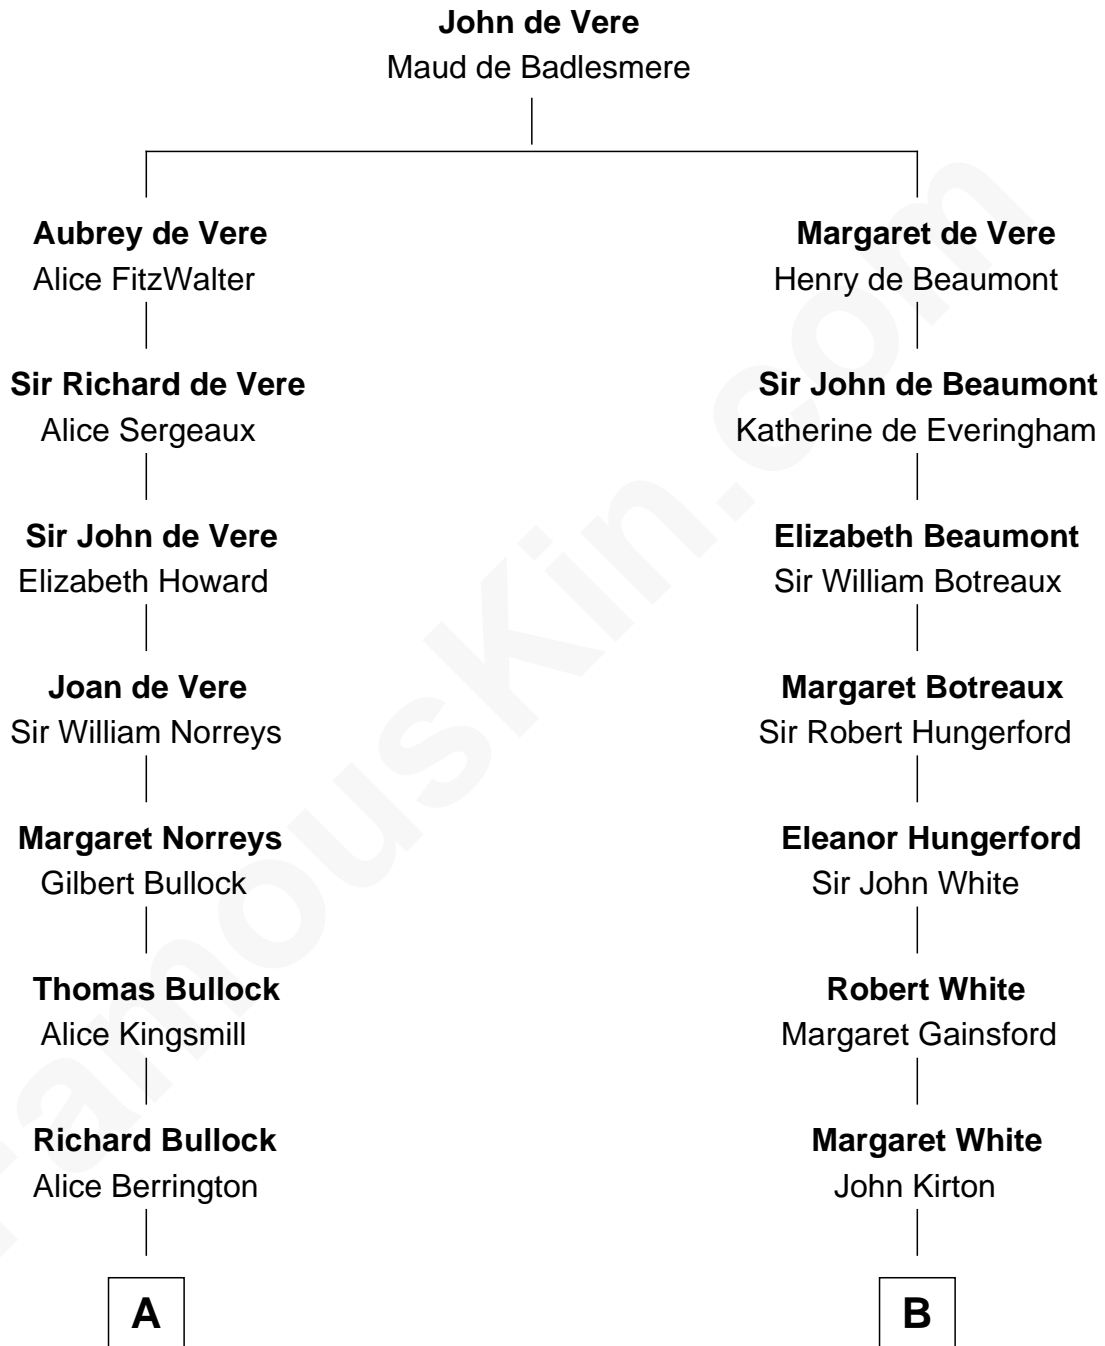 John de Vere
Maud de Badlesmere
Aubrey de Vere
Alice FitzWalter
Margaret de Vere
Henry de Beaumont
Sir Richard de Vere
Alice Sergeaux
Sir John de Beaumont
Katherine de Everingham
Sir John de Vere
Elizabeth Howard
Elizabeth Beaumont
Sir William Botreaux
Joan de Vere
Sir William Norreys
Margaret Botreaux
Sir Robert Hungerford
Margaret Norreys
Gilbert Bullock
Eleanor Hungerford
Sir John White
Thomas Bullock
Alice Kingsmill
Robert White
Margaret Gainsford
Richard Bullock
Alice Berrington
Margaret White
John Kirton
A
B
FamousKin.com